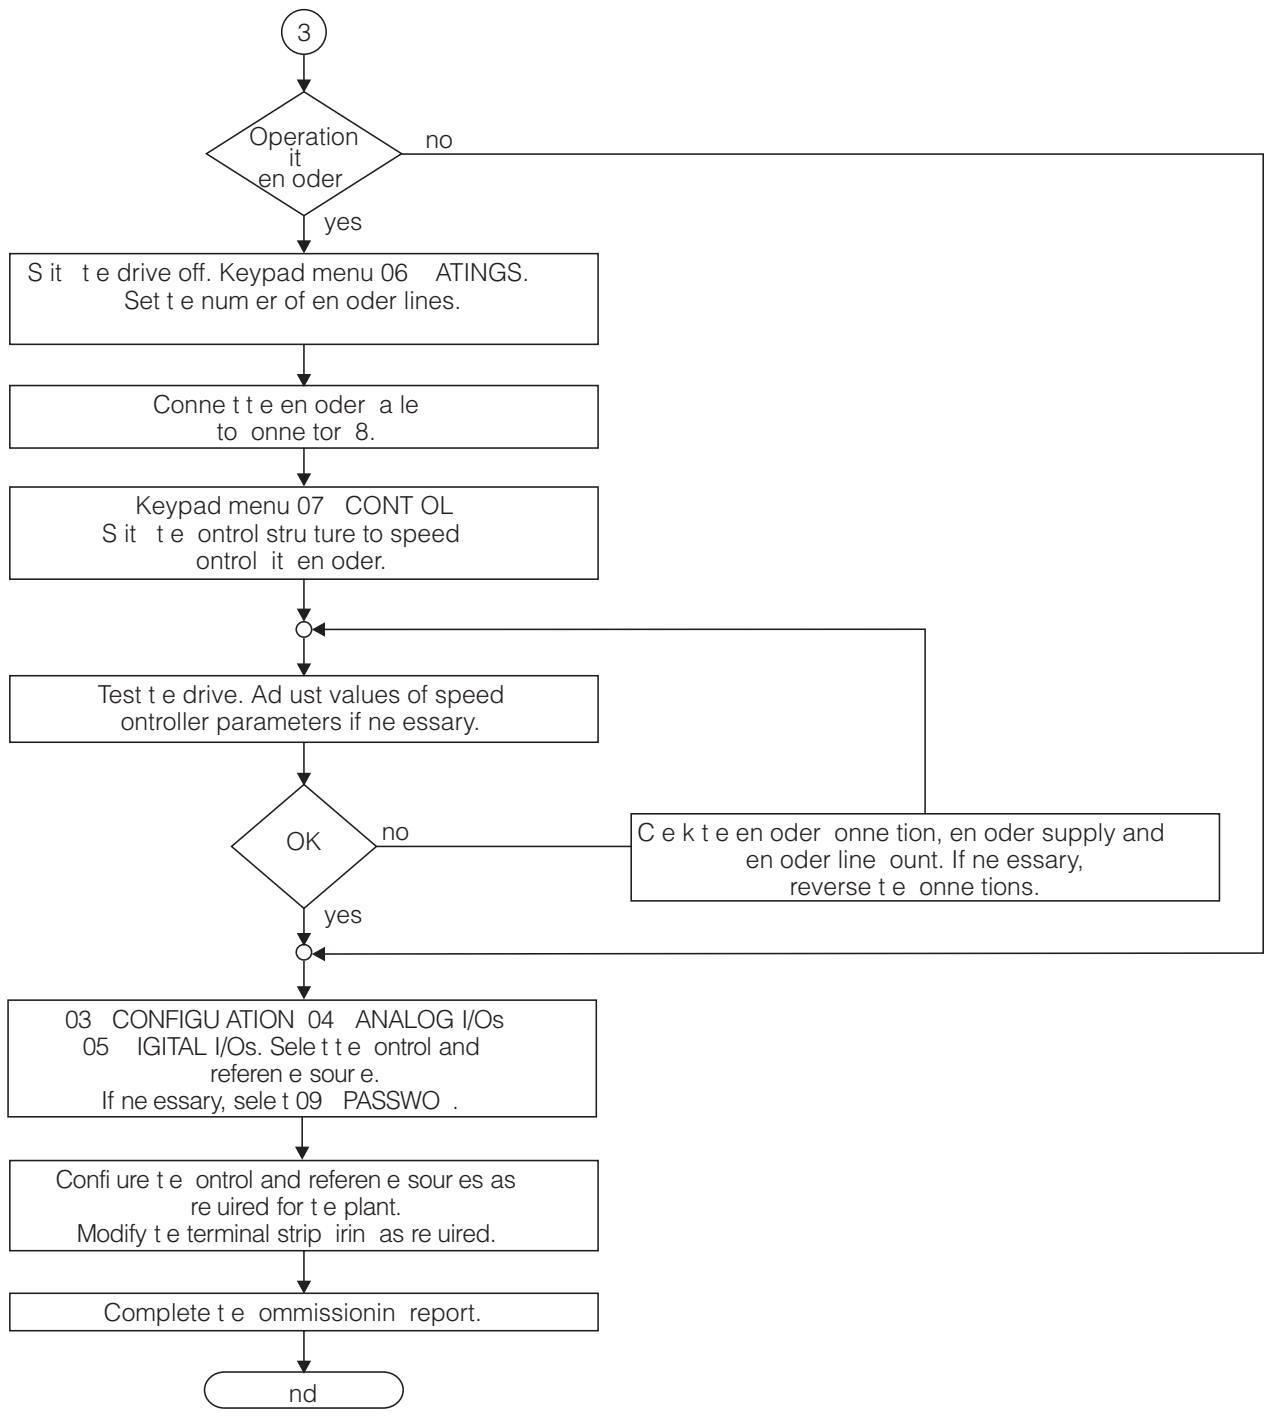 3
Operation
it
en oder
no
yes
S it t e drive off. Keypad menu 06 ATINGS.
Set t e num er of en oder lines.
Conne t t e en oder a le
to onne tor 8.
Keypad menu 07 CONT OL
S it t e ontrol stru ture to speed
ontrol it en oder.
Test t e drive. Ad ust values of speed
ontroller parameters if ne essary.
OK
no
C e k t e en oder onne tion, en oder supply and
en oder line ount. If ne essary,
reverse t e onne tions.
yes
03 CONFIGU ATION 04 ANALOG I/Os
05 IGITAL I/Os. Sele t t e ontrol and
referen e sour e.
If ne essary, sele t 09 PASSWO .
Confi ure t e ontrol and referen e sour es as
re uired for t e plant.
Modify t e terminal strip irin as re uired.
Complete t e ommissionin report.
nd